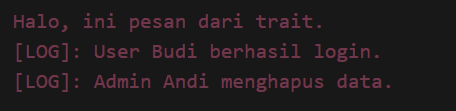 Halo, ini pesan dari trait.
[LOG]: User Budi berhasil login.
[LOG]: Admin Andi menghapus data.